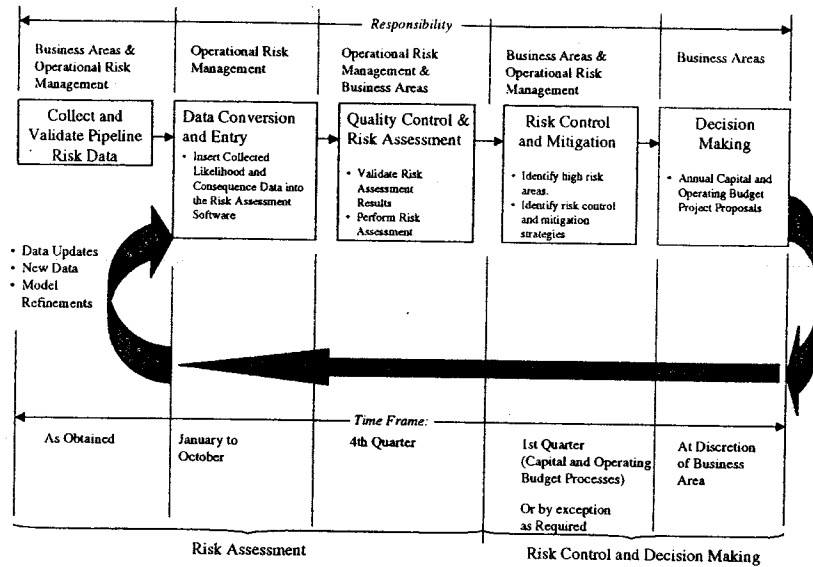 Responsibility
Business Areas &
Operational Risk
Management
Operational Risk
Management
Operational Risk
Management &
Business Areas
Business Areas &
Operational Risk
Management
Business Areas
Collect and
Validate Pipeline
Risk Data
Data Conversion
and Entry
• Insert Collected
Likelihood and
Consequence Data into
the Risk Assessment
Software
Quality Control &
Risk Assessment
• Validate Risk
Assessment
Results
• Perform Risk
Assessment
Risk Control
and Mitigation
• Identify high risk
areas.
• Identify risk control
and mitigation
strategies
Decision
Making
• Annual Capital and
Operating Budget
Project Proposals
• Data Updates
• New Data
• Model
Refinements
Time Frame:
As Obtained
January to
October
4th Quarter
1st Quarter
(Capital and Operating
Budget Processes)
Or by exception
as Required
At Discretion
of Business
Area
Risk Assessment
Risk Control and Decision Making